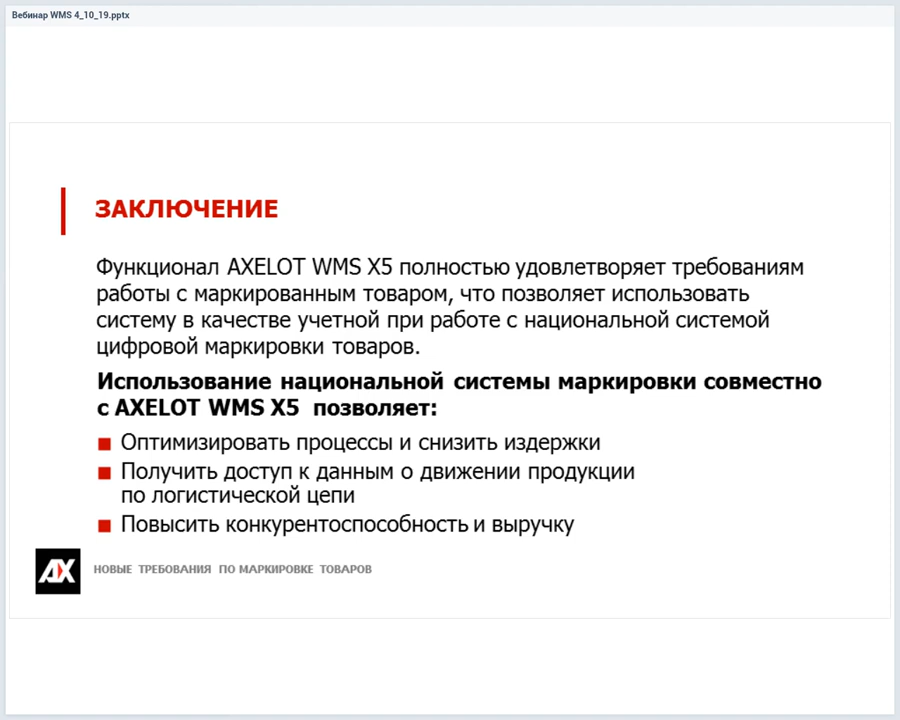 Вебинар WMS 4_10_19.pptx
ЗАКЛЮЧЕНИЕ
Функционал AXELOT WMS X5 полностью удовлетворяет требованиям
работы с маркированным товаром, что позволяет использовать
систему в качестве учетной при работе с национальной системой
цифровой маркировки товаров.
Использование национальной системы маркировки совместно
с AXELOT WMS X5 позволяет:
Оптимизировать процессы и снизить издержки
Получить доступ к данным о движении продукции
по логистической цепи
Повысить конкурентоспособность и выручку
AX
НОВЫЕ ТРЕБОВАНИЯ ПО МАРКИРОВКЕ ТОВАРОВ